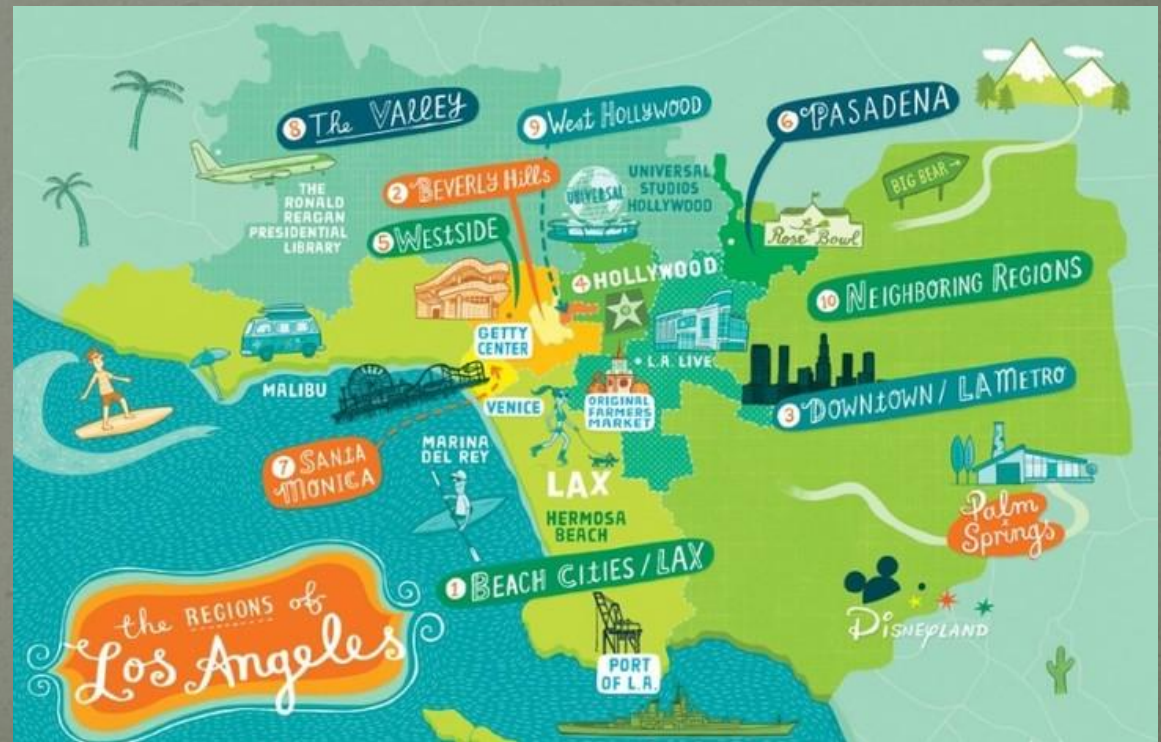 8 The VALLEY
9 West HOLLYWOOD
6 PASADENA
2 BEVERLY Hills
UNIVERSAL
UNIVERSAL
STUDIOS
HOLLYWOOD
THE
RONALD
REAGAN
PRESIDENTIAL
LIBRARY
BIG BEAR
5 WESTSIDE
Rose Bowl
4 HOLLYWOOD
10 NEIGHBORING REGIONS
GETTY
CENTER
L.A. LIVE
MALIBU
VENICE
ORIGINAL
FARMERS
MARKET
3 DOWNTOWN / LA METRO
7 SANTA
MONICA
MARINA
DEL REY
LAX
HERMOSA
BEACH
Palm
Springs
1 BEACH CITIES / LAX
the REGIONS of
Los Angeles
DISNEYLAND
PORT
OF L.A.